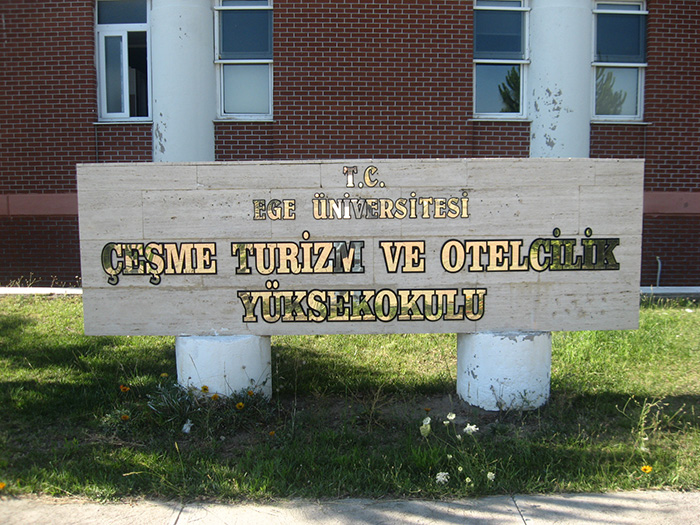 T.C.
EGE ÜNİVERSİTESİ
ÇEŞME TURİZM VE OTELCİLİK
YÜKSEKOKULU